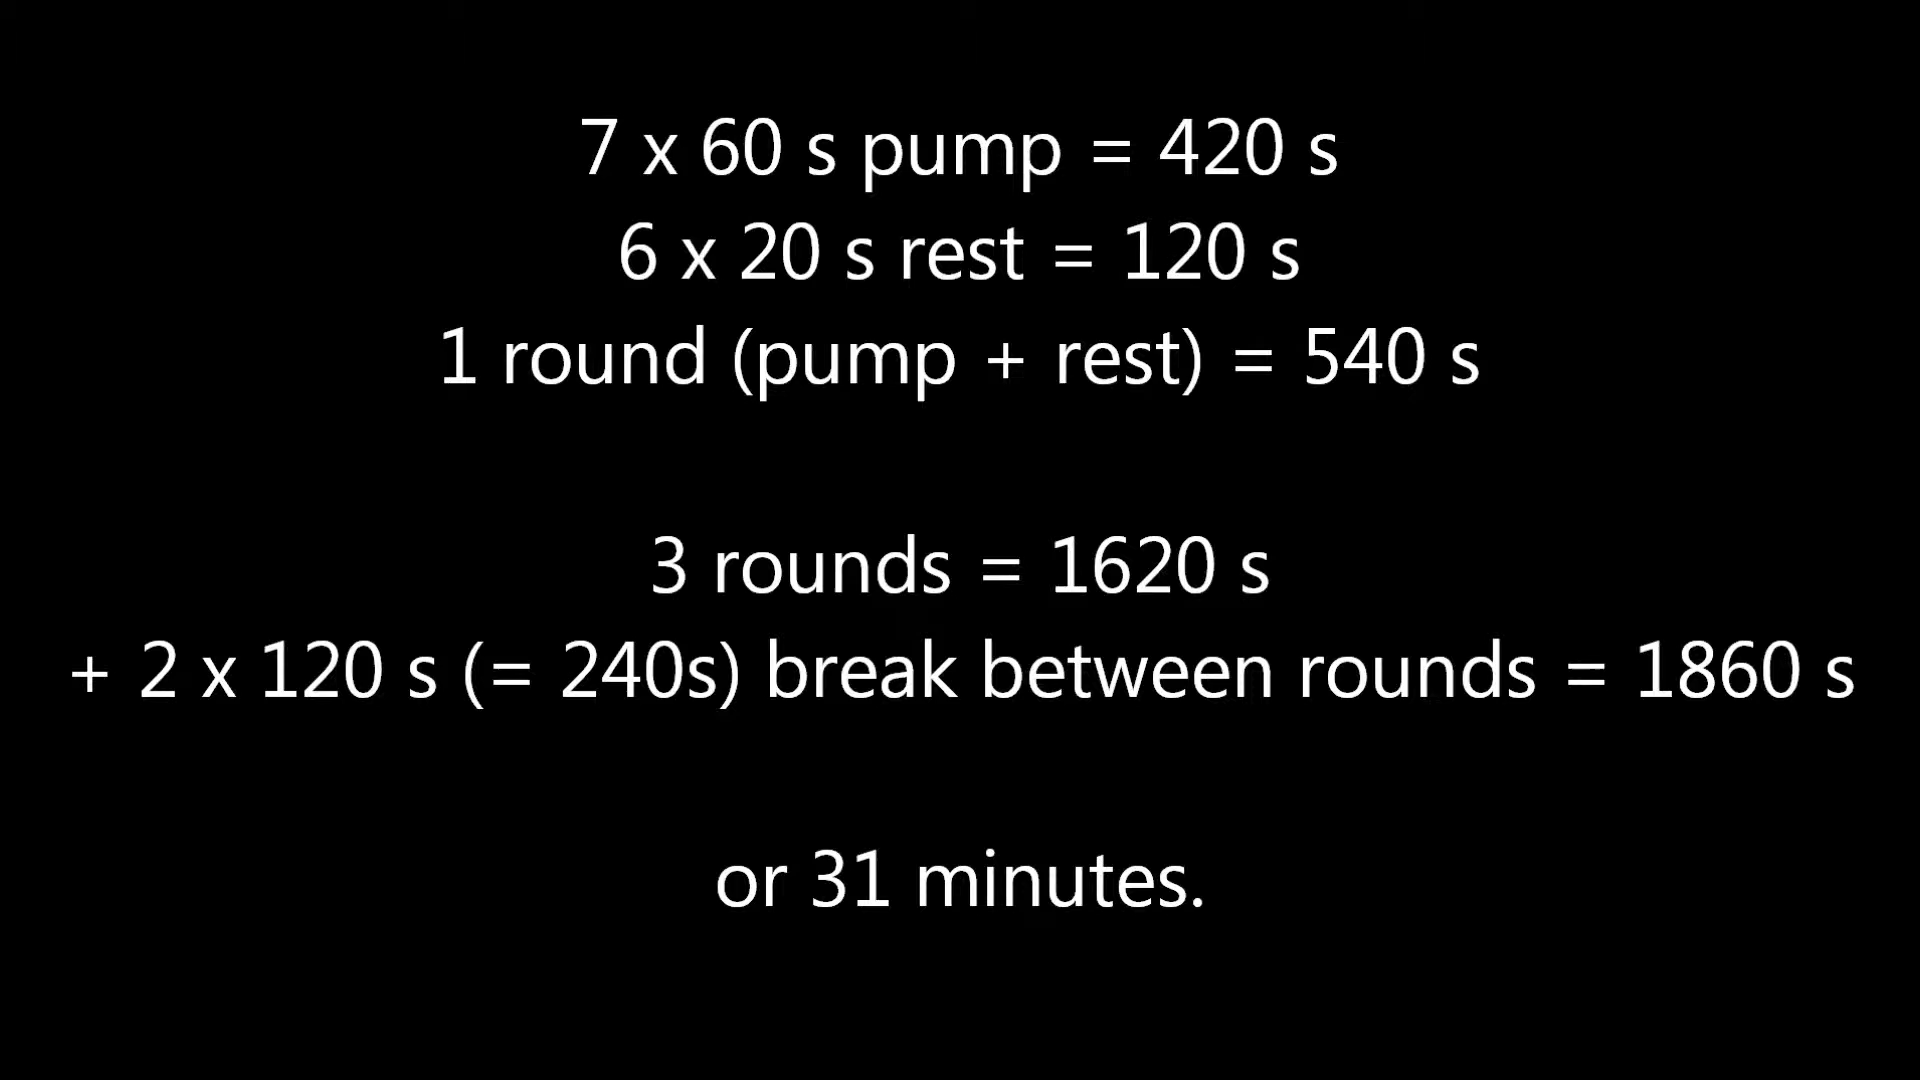 7 x 60 s pump = 420 s
6 x 20 s rest = 120 s
1 round (pump + rest) = 540 s
3 rounds = 1620 s
+ 2 x 120 s (= 240s) break between rounds = 1860 s
or 31 minutes.